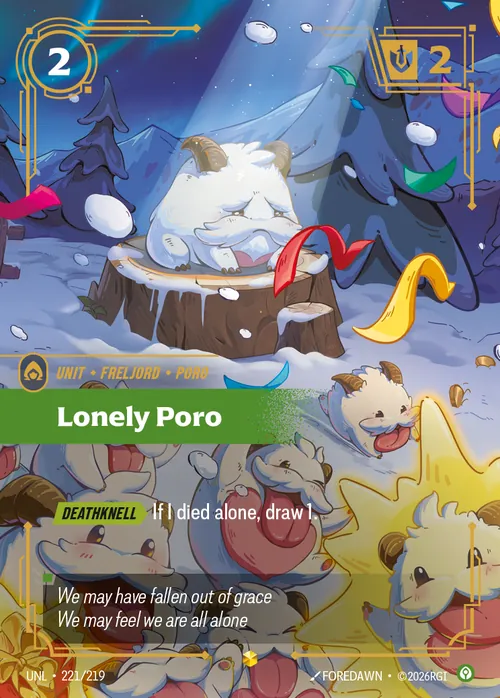 2
2
UNIT • FRELJORD • PORO
Lonely Poro
DEATHKNELL If I died alone, draw 1.
We may have fallen out of grace
We may feel we are all alone
UNL • 221/219
FOREDAWN • ©2026RGI